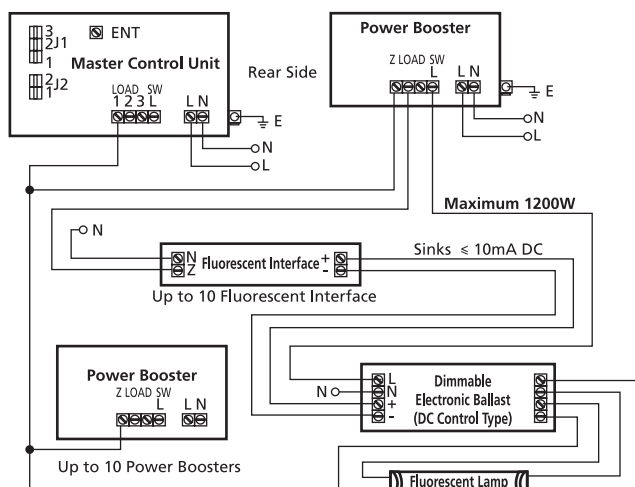 3
2J1
1
2J2
1
ENT
Master Control Unit
LOAD SW
1 2 3 L L N
E
N
L
Rear Side
Power Booster
Z LOAD SW
L L N
E
N
L
Maximum 1200W
N
N
Z
Fluorescent Interface
+
-
Sinks ≤ 10mA DC
Up to 10 Fluorescent Interface
Power Booster
Z LOAD SW
L L N
Up to 10 Power Boosters
L
N N
+
-
Dimmable
Electronic Ballast
(DC Control Type)
Fluorescent Lamp